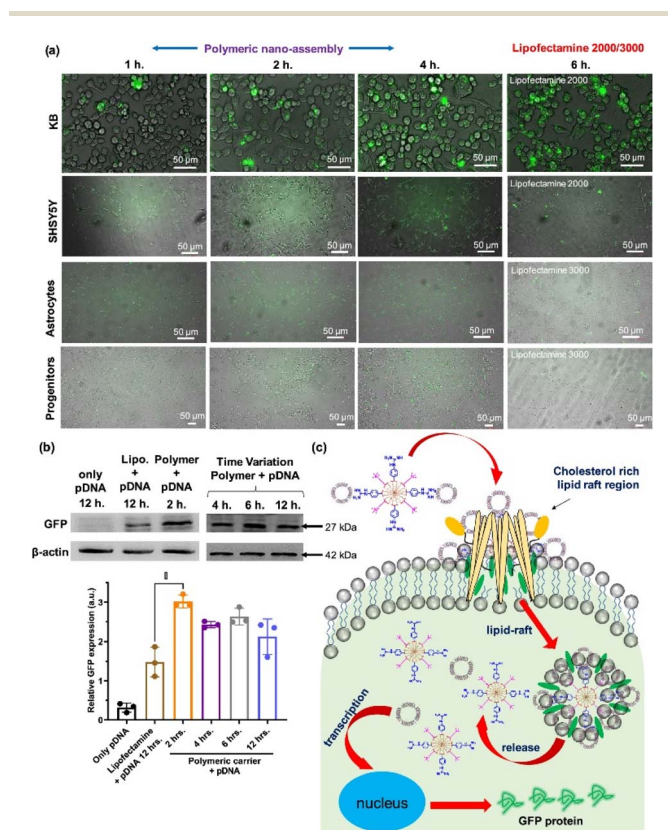 (a)
Polymeric nano-assembly
Lipofectamine 2000/3000
1 h. 2 h. 4 h. 6 h.
KB
Lipofectamine 2000
50 µm 50 µm 50 µm 50 µm
SHSY5Y
Lipofectamine 2000
50 µm 50 µm 50 µm 50 µm
Astrocytes
Lipofectamine 3000
50 µm 50 µm 50 µm 50 µm
Progenitors
Lipofectamine 3000
50 µm 50 µm 50 µm 50 µm
(b)
only pDNA 12 h.
Lipo. + pDNA 12 h.
Polymer + pDNA 2 h.
Time Variation
Polymer + pDNA
4 h. 6 h. 12 h.
GFP
27 kDa
β-actin
42 kDa
Relative GFP expression (a.u.)
3
2
1
0
Only pDNA
Lipofectamine
+ pDNA 12 hrs.
2 hrs.
4 hrs.
6 hrs.
12 hrs.
Polymeric carrier
+ pDNA
(c)
Cholesterol rich
lipid raft region
lipid-raft
release
transcription
nucleus
GFP protein